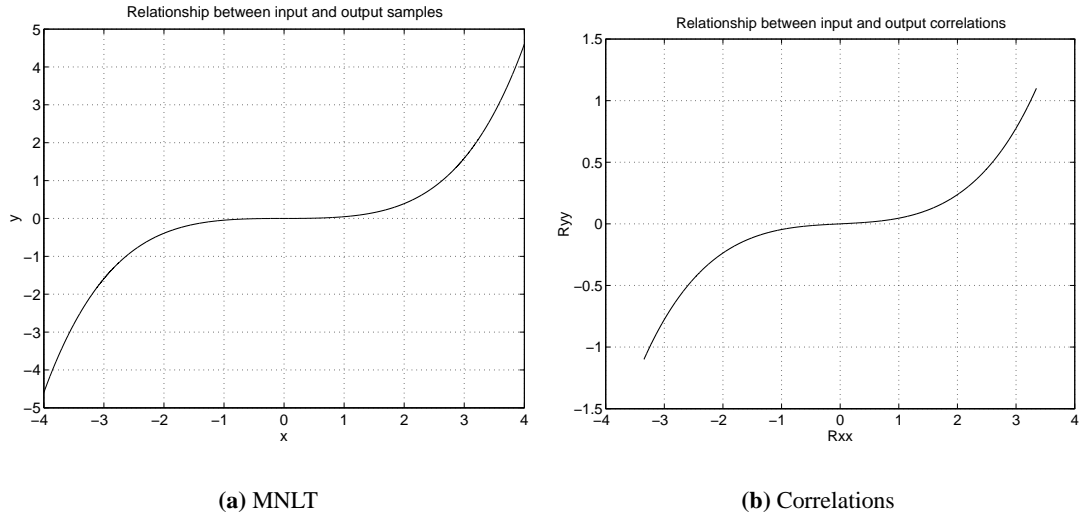 Relationship between input and output samples
5
4
3
2
1
0
−1
−2
−3
−4
−5
y
−4 −3 −2 −1 0 1 2 3 4
x
(a) MNLT
Relationship between input and output correlations
1.5
1
0.5
0
−0.5
−1
−1.5
Ryy
−4 −3 −2 −1 0 1 2 3 4
Rxx
(b) Correlations